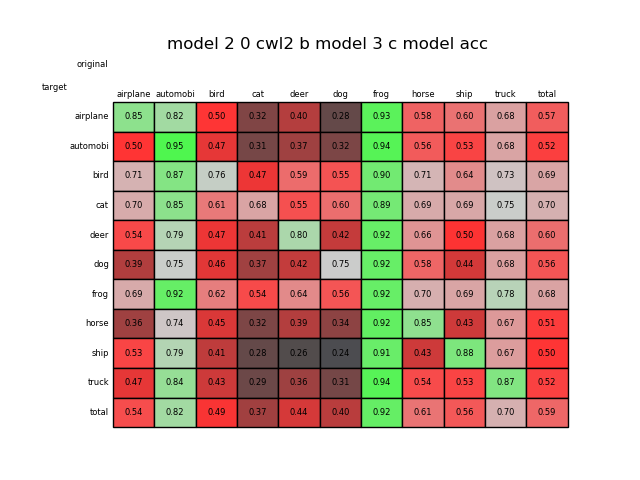 model 2 0 cwl2 b model 3 c model acc
original
target
airplane automobi bird cat deer dog frog horse ship truck total
airplane 0.85 0.82 0.50 0.32 0.40 0.28 0.93 0.58 0.60 0.68 0.57
automobi 0.50 0.95 0.47 0.31 0.37 0.32 0.94 0.56 0.53 0.68 0.52
bird 0.71 0.87 0.76 0.47 0.59 0.55 0.90 0.71 0.64 0.73 0.69
cat 0.70 0.85 0.61 0.68 0.55 0.60 0.89 0.69 0.69 0.75 0.70
deer 0.54 0.79 0.47 0.41 0.80 0.42 0.92 0.66 0.50 0.68 0.60
dog 0.39 0.75 0.46 0.37 0.42 0.75 0.92 0.58 0.44 0.68 0.56
frog 0.69 0.92 0.62 0.54 0.64 0.56 0.92 0.70 0.69 0.78 0.68
horse 0.36 0.74 0.45 0.32 0.39 0.34 0.92 0.85 0.43 0.67 0.51
ship 0.53 0.79 0.41 0.28 0.26 0.24 0.91 0.43 0.88 0.67 0.50
truck 0.47 0.84 0.43 0.29 0.36 0.31 0.94 0.54 0.53 0.87 0.52
total 0.54 0.82 0.49 0.37 0.44 0.40 0.92 0.61 0.56 0.70 0.59